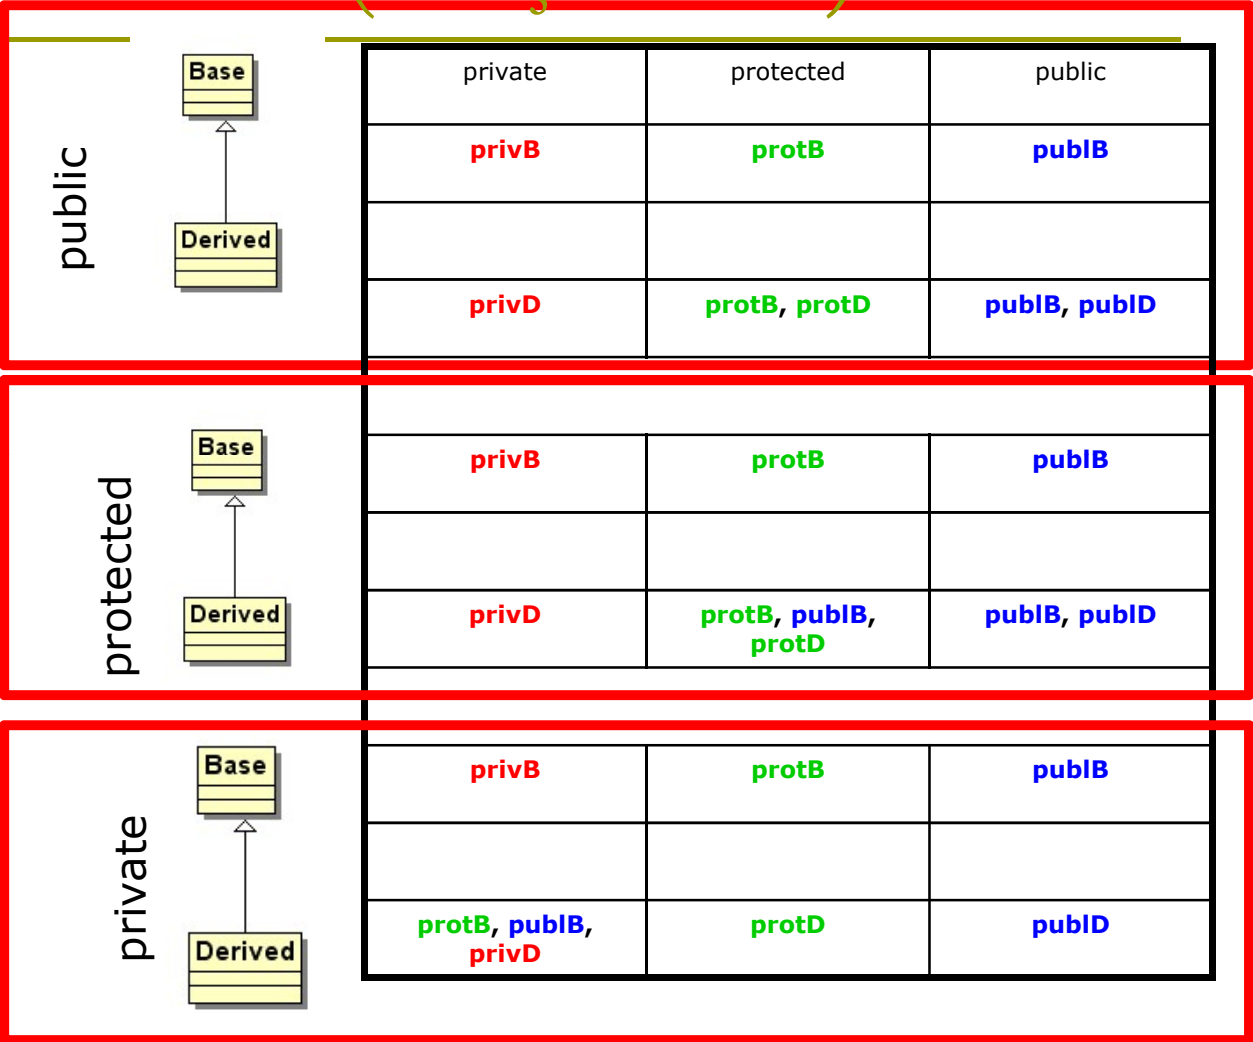 private protected public
public
Base
privB protB publB
Derived
privD protB, protD publB, publD
protected
Base
privB protB publB
Derived
privD protB, publB, protD publB, publD
private
Base
privB protB publB
Derived
protB, publB, privD protD publD